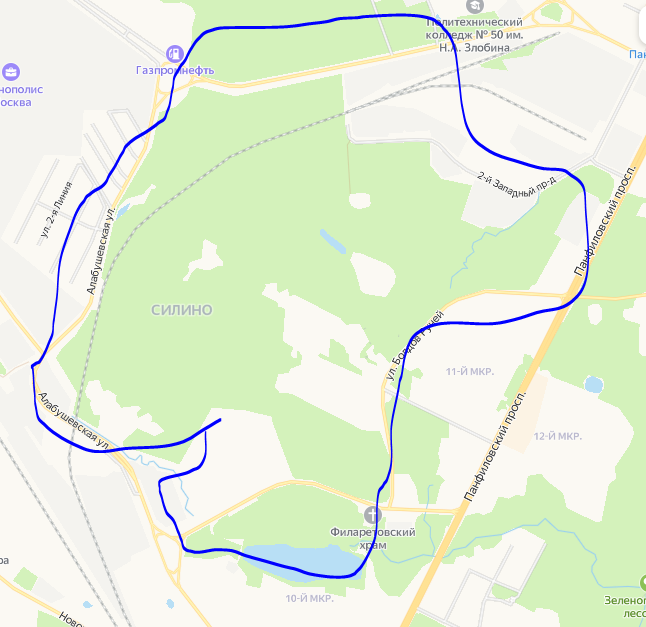 Политехнический
колледж № 50 им.
Н.А. Злобина
Газпромнефть
нополис
осква
Пан
2-й Западный пр-д
ул. 2-я Линия
Алабушевская ул.
Панфиловский просп.
СИЛИНО
ул. Болдов Ручей
11-Й МКР.
Алабушевская ул.
Панфиловский просп.
12-Й МКР.
Филаретовский
храм
ра
10-Й МКР.
Зеленог
лесо
Ново